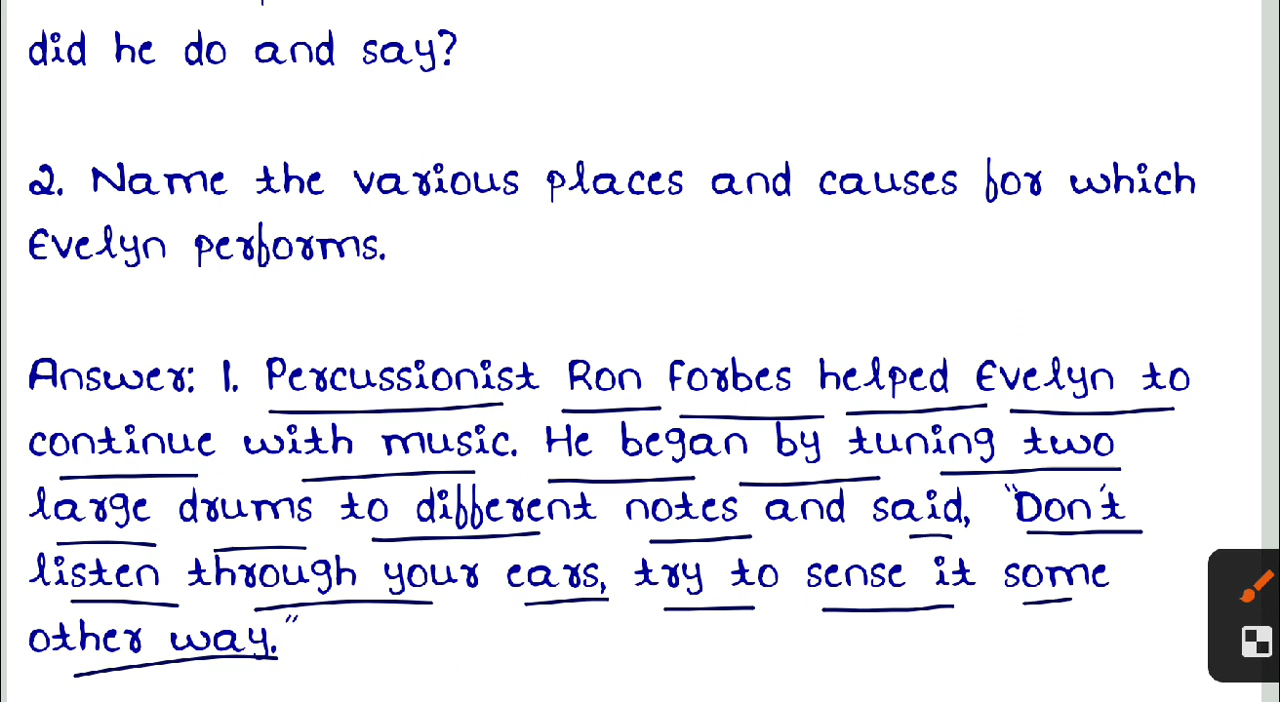 did he do and say?
2. Name the various places and causes for which
Evelyn performs.
Answer: 1. Percussionist Ron Forbes helped Evelyn to
continue with music. He began by tuning two
large drums to different notes and said, "Don't
listen through your ears, try to sense it some
other way."